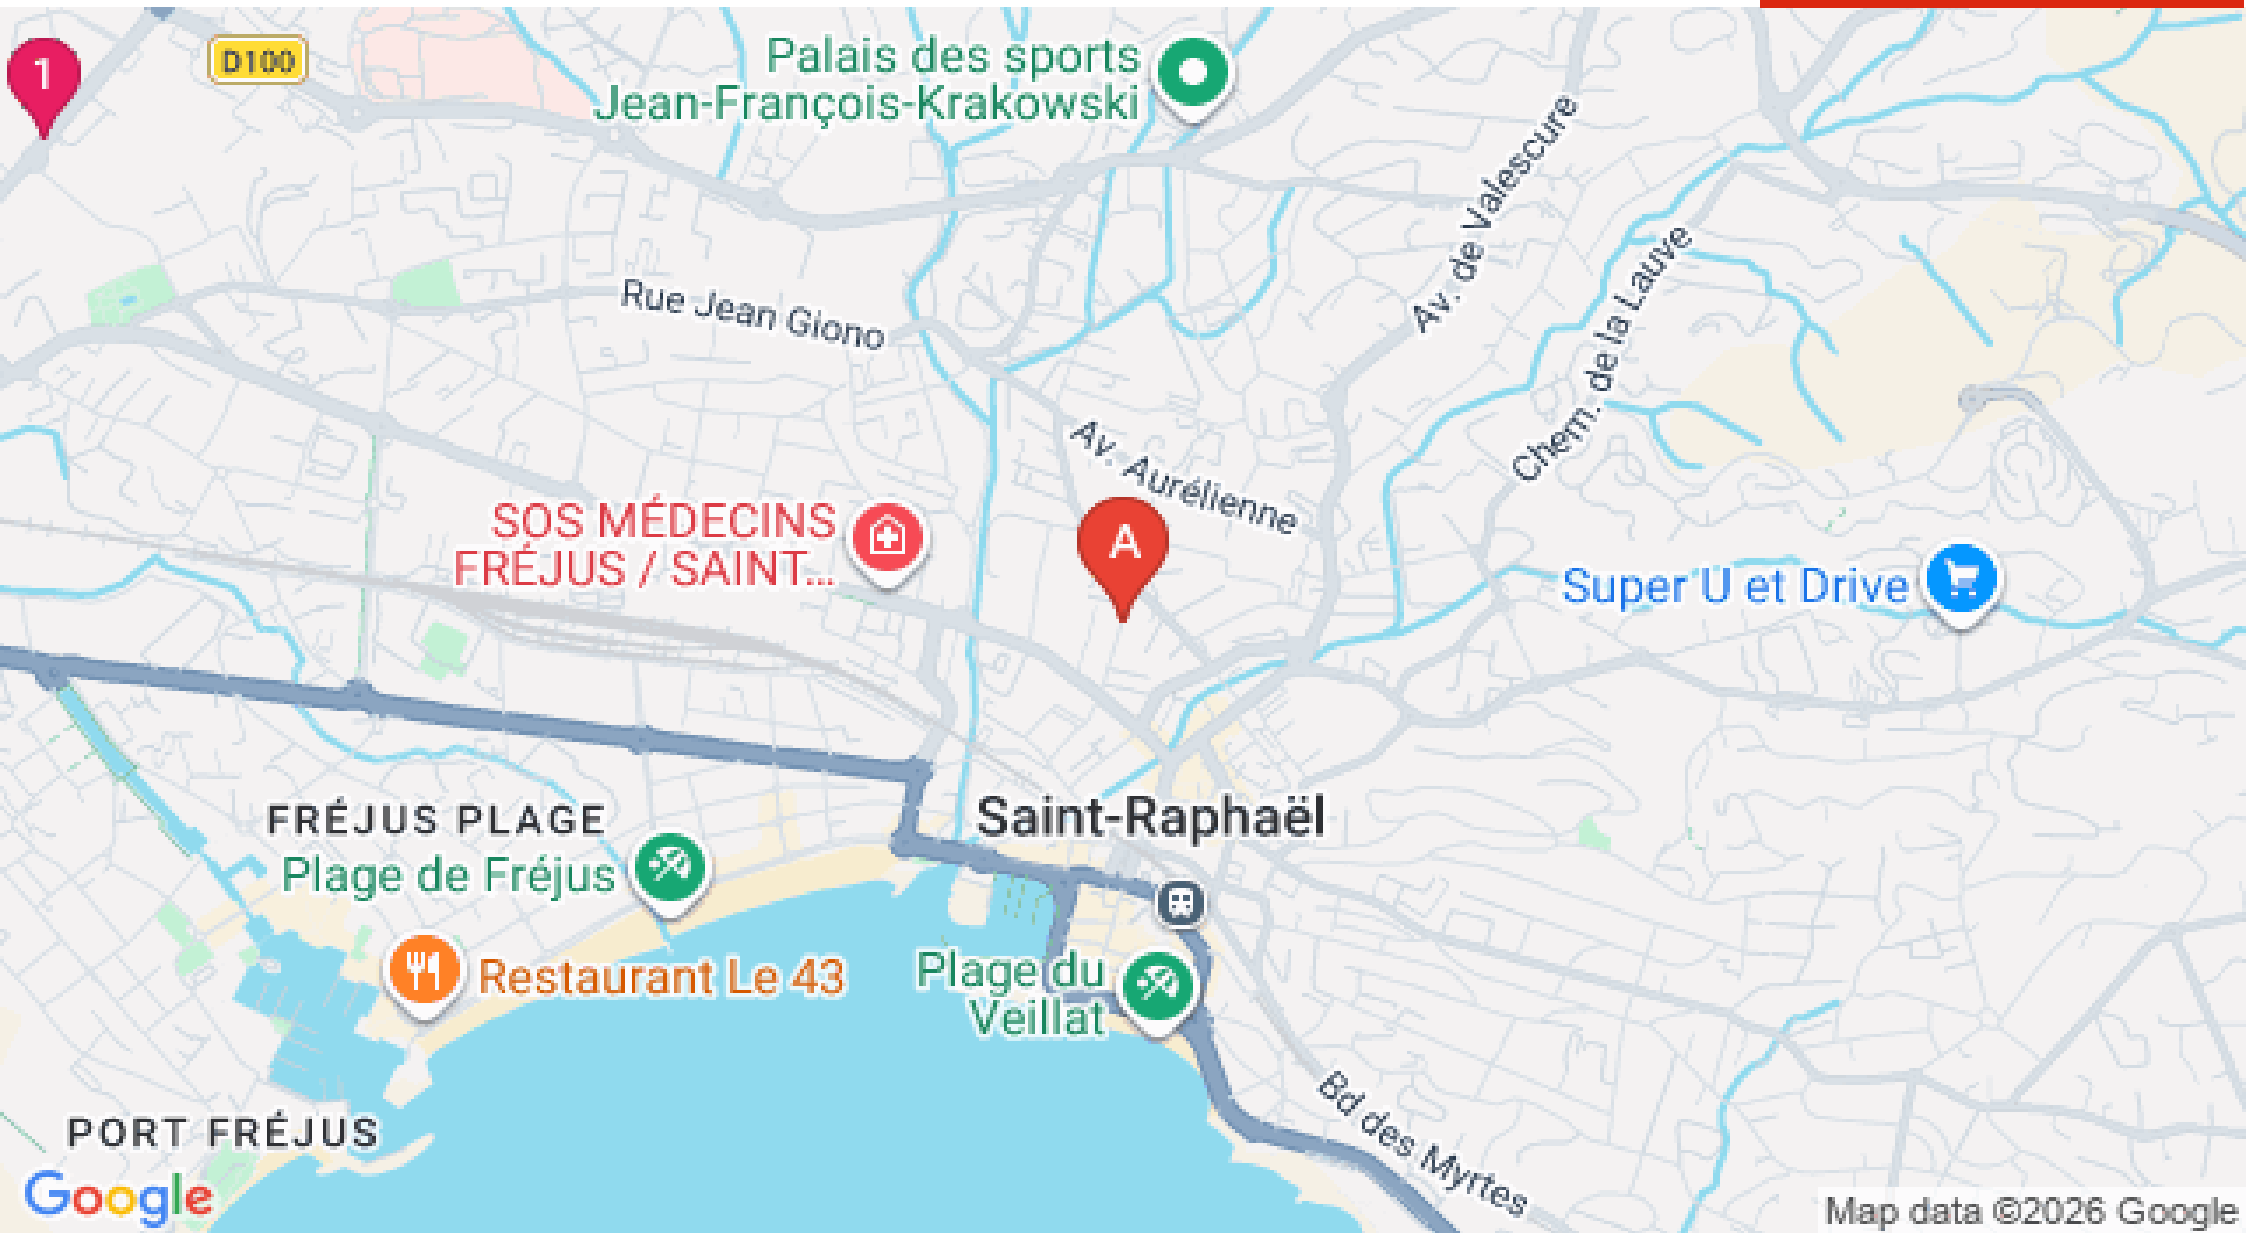 1
D100
Palais des sports
Jean-François-Krakowski
Av. de Valescure
Chem. de la Lauve
Rue Jean Giono
Av. Aurélienne
SOS MÉDECINS
FRÉJUS / SAINT...
A
Super U et Drive
FRÉJUS PLAGE
Plage de Fréjus
Saint-Raphaël
Restaurant Le 43
Plage du
Veillat
Bd des Myrtes
PORT FRÉJUS
Google
Map data ©2026 Google